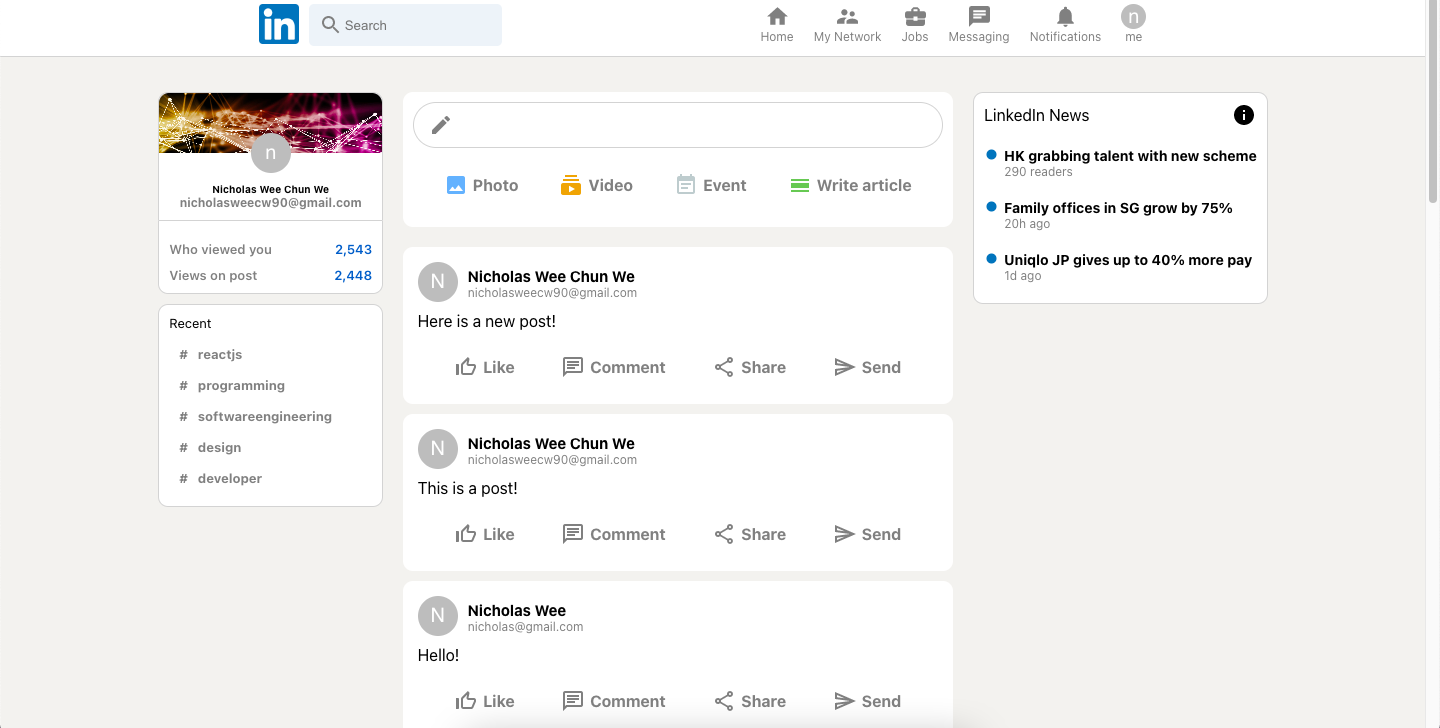 in
Search
Home
My Network
Jobs
Messaging
Notifications
n
me
n
Nicholas Wee Chun We
nicholasweecw90@gmail.com
Who viewed you 2,543
Views on post 2,448
Recent
# reactjs
# programming
# softwareengineering
# design
# developer
Photo
Video
Event
Write article
N
Nicholas Wee Chun We
nicholasweecw90@gmail.com
Here is a new post!
Like
Comment
Share
Send
N
Nicholas Wee Chun We
nicholasweecw90@gmail.com
This is a post!
Like
Comment
Share
Send
N
Nicholas Wee
nicholas@gmail.com
Hello!
Like
Comment
Share
Send
LinkedIn News
HK grabbing talent with new scheme
290 readers
Family offices in SG grow by 75%
20h ago
Uniqlo JP gives up to 40% more pay
1d ago